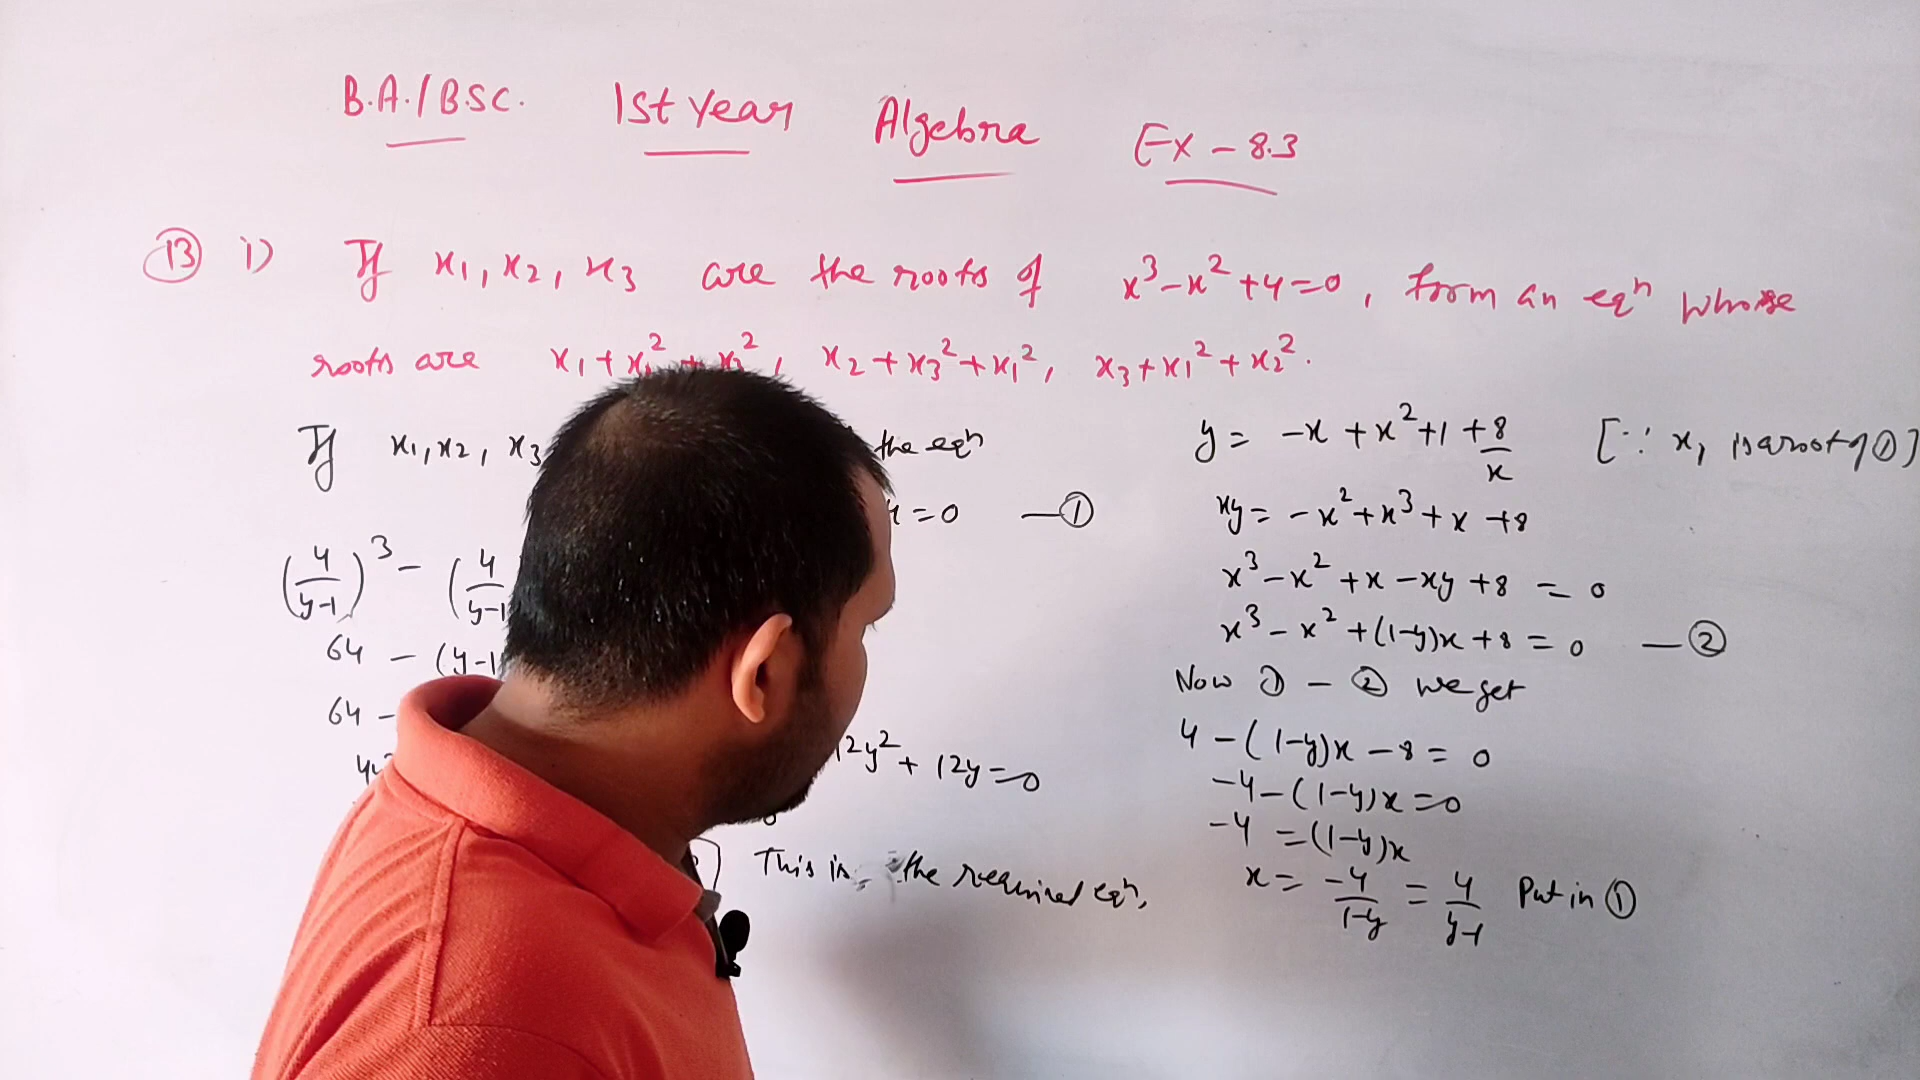 B.A./B.SC. 1st Year Algebra Ex - 8.3
13 i) If x₁, x₂, x₃ are the roots of x³-x²+4=0, form an eqⁿ whose
roots are x₁+x₂²+x₃², x₂+x₃²+x₁², x₃+x₁²+x₂².
If x₁, x₂, x₃ the eqⁿ
4=0 —①
(4/(y-1))³ - (4/(y-1)
64 - (y-1)
64 -
4y³ 12y²+12y=0
This is the required eqⁿ.
y = -x+x²+1+8/x [∵ x₁ is a root of ①]
xy = -x²+x³+x+8
x³-x²+x-xy+8 = 0
x³-x²+(1-y)x+8 = 0 —②
Now ① - ② we get
4-(1-y)x-8 = 0
-4-(1-y)x=0
-4 =(1-y)x
x = -4/(1-y) = 4/(y-1) Put in ①